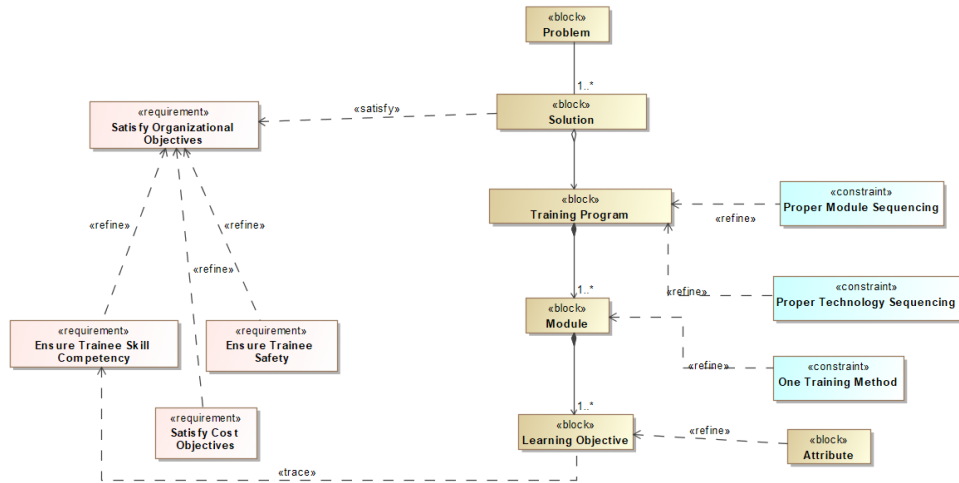 «block»
Problem
1..*
«block»
Solution
«satisfy»
«requirement»
Satisfy Organizational
Objectives
«block»
Training Program
«constraint»
Proper Module Sequencing
«refine»
«refine»
«refine»
«refine»
«refine»
«constraint»
Proper Technology Sequencing
1..*
«block»
Module
«requirement»
Ensure Trainee Skill
Competency
«requirement»
Ensure Trainee
Safety
«refine»
«constraint»
One Training Method
1..*
«requirement»
Satisfy Cost
Objectives
«block»
Learning Objective
«refine»
«block»
Attribute
«trace»